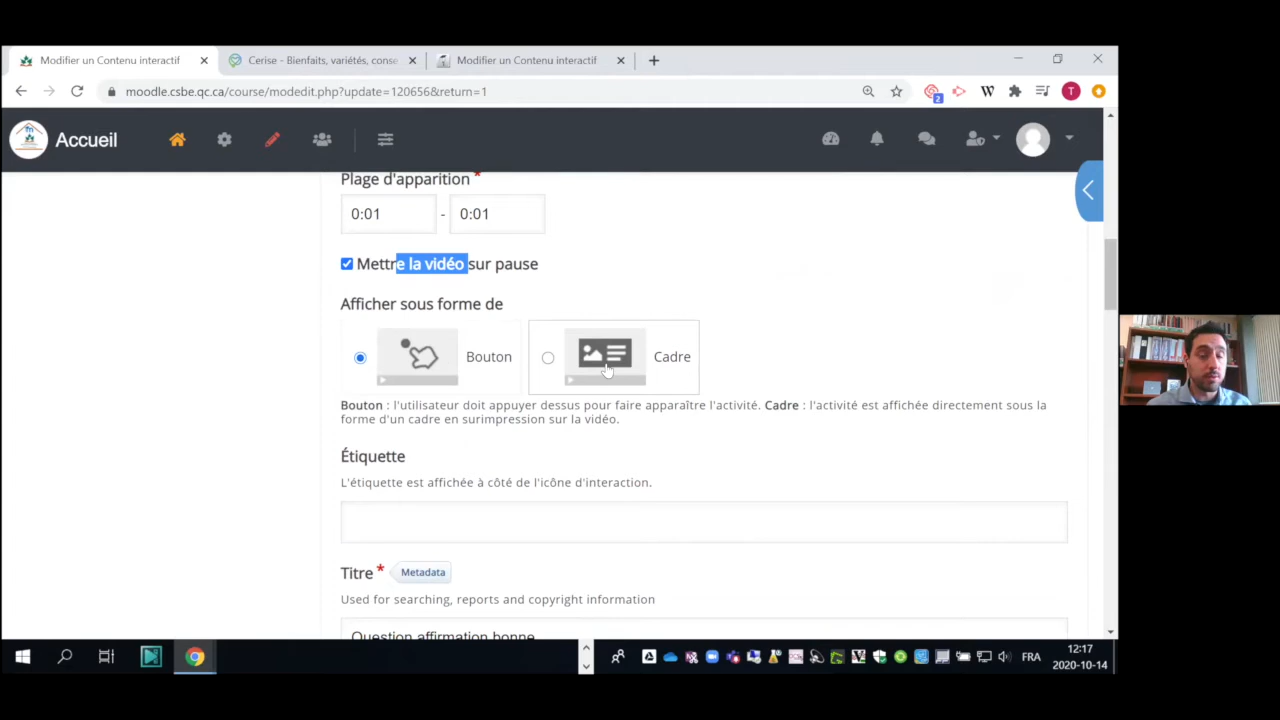 Modifier un Contenu interactif
Cerise - Bienfaits, variétés, conse
Modifier un Contenu interactif
moodle.csbe.qc.ca/course/modedit.php?update=120656&return=1
2
W
T
Accueil
Plage d'apparition *
0:01 - 0:01
Mettre la vidéo sur pause
Afficher sous forme de
Bouton
Cadre
Bouton : l'utilisateur doit appuyer dessus pour faire apparaître l'activité. Cadre : l'activité est affichée directement sous la
forme d'un cadre en surimpression sur la vidéo.
Étiquette
L'étiquette est affichée à côté de l'icône d'interaction.
Titre * Metadata
Used for searching, reports and copyright information
Question affirmation bonne
FRA
12:17
2020-10-14